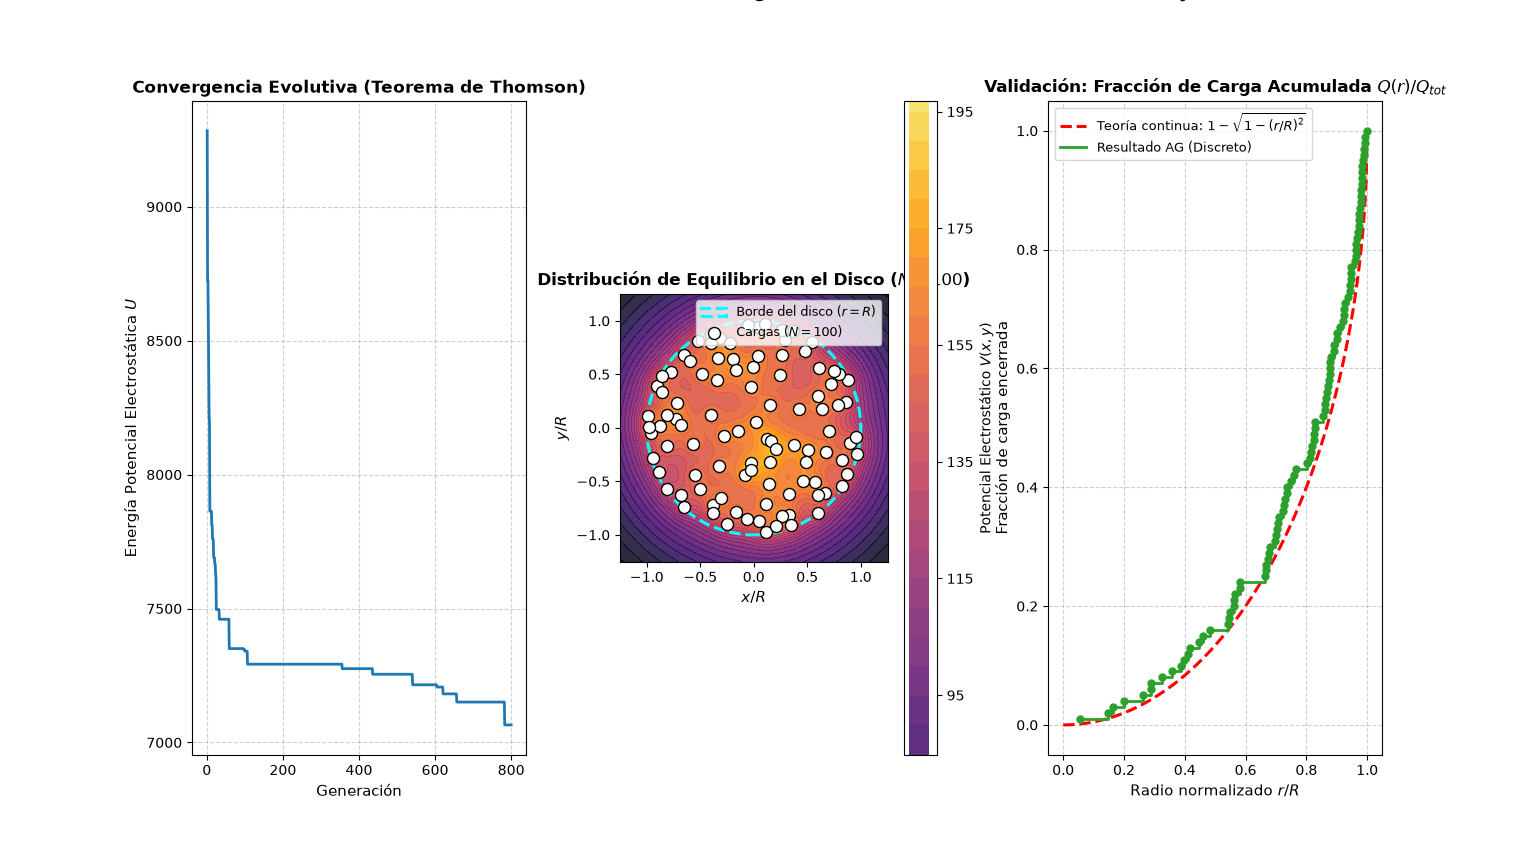 Convergencia Evolutiva (Teorema de Thomson)
9000
8500
8000
7500
7000
Energía Potencial Electrostática U
0 200 400 600 800
Generación
Distribución de Equilibrio en el Disco (N 100)
Borde del disco (r = R)
Cargas (N = 100)
1.0
0.5
0.0
−0.5
−1.0
y/R
−1.0 −0.5 0.0 0.5 1.0
x/R
195
175
155
135
115
95
Potencial Electrostático V(x, y)
Validación: Fracción de Carga Acumulada Q(r)/Q_tot
Teoría continua: 1 − √(1 − (r/R)²)
Resultado AG (Discreto)
1.0
0.8
0.6
0.4
0.2
0.0
Fracción de carga encerrada
0.0 0.2 0.4 0.6 0.8 1.0
Radio normalizado r/R